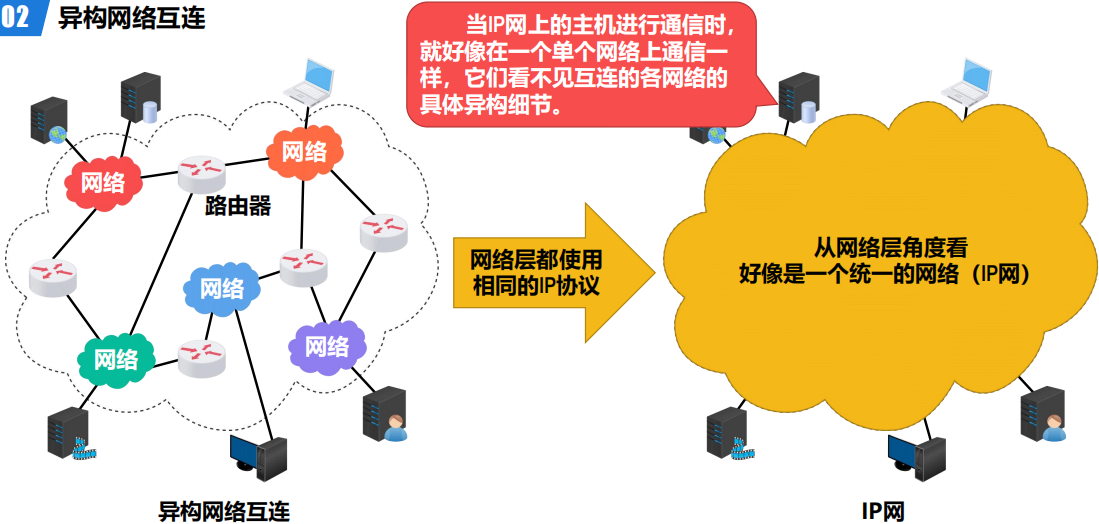 02 异构网络互连
当IP网上的主机进行通信时，
就好像在一个单个网络上通信一
样，它们看不见互连的各网络的
具体异构细节。
网络
网络
路由器
网络
网络
网络
网络层都使用
相同的IP协议
从网络层角度看
好像是一个统一的网络（IP网）
异构网络互连
IP网